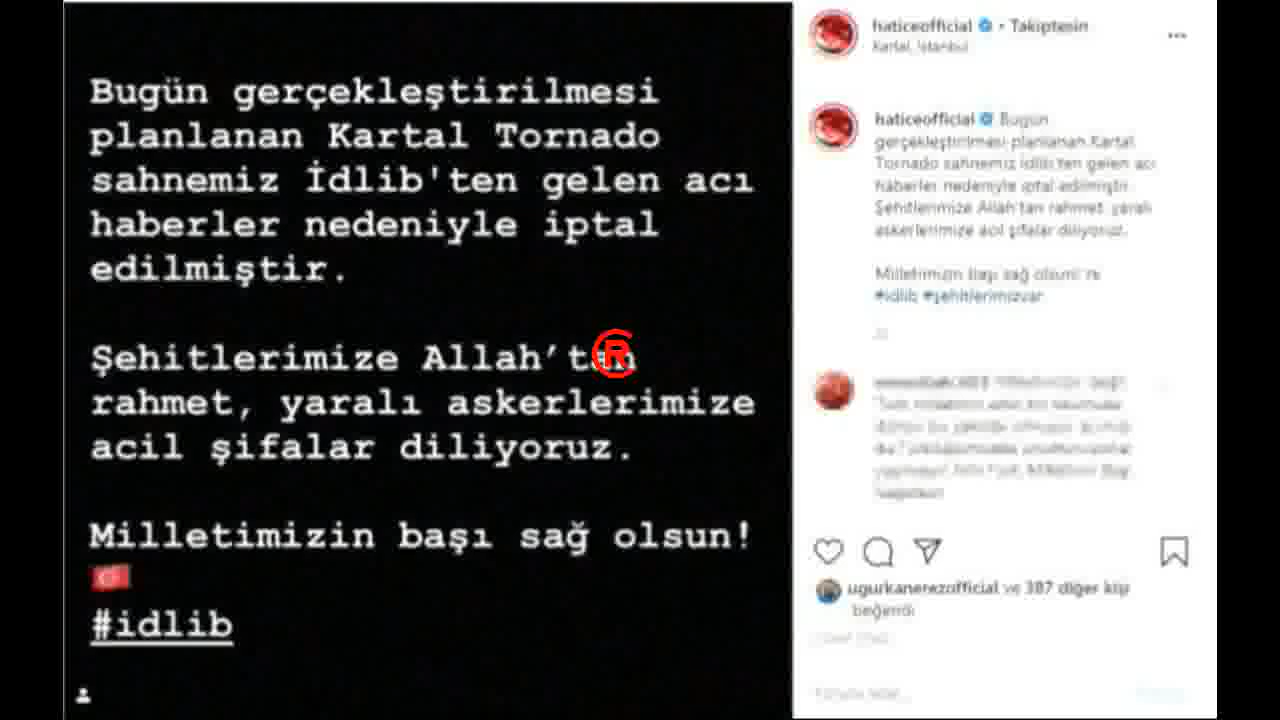 Bugün gerçekleştirilmesi
planlanan Kartal Tornado
sahnemiz İdlib'ten gelen acı
haberler nedeniyle iptal
edilmiştir.
Şehitlerimize Allah’tan
rahmet, yaralı askerlerimize
acil şifalar diliyoruz.
Milletimizin başı sağ olsun!
#idlib
®
haticeofficial • Takiptesin
Kartal, Istanbul
haticeofficial Bugün
gerçekleştirilmesi planlanan Kartal
Tornado sahnemiz İdlib'ten gelen acı
haberler nedeniyle iptal edilmiştir.
Şehitlerimize Allah'tan rahmet, yaralı
askerlerimize acil şifalar diliyoruz.
Milletimizin başı sağ olsun!
#idlib #şehitlerimizvar
ugurkanerezofficial ve 387 diğer kişi
beğendi